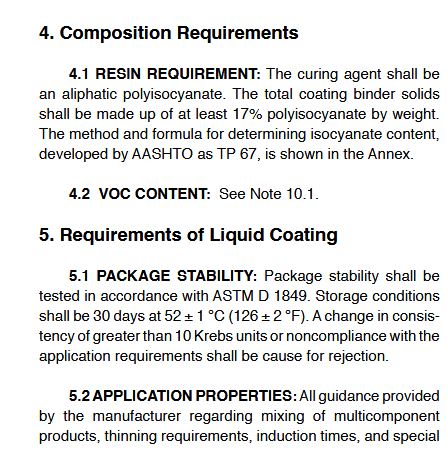 4. Composition Requirements
4.1 RESIN REQUIREMENT: The curing agent shall be
an aliphatic polyisocyanate. The total coating binder solids
shall be made up of at least 17% polyisocyanate by weight.
The method and formula for determining isocyanate content,
developed by AASHTO as TP 67, is shown in the Annex.
4.2 VOC CONTENT: See Note 10.1.
5. Requirements of Liquid Coating
5.1 PACKAGE STABILITY: Package stability shall be
tested in accordance with ASTM D 1849. Storage conditions
shall be 30 days at 52 ± 1 °C (126 ± 2 °F). A change in consis-
tency of greater than 10 Krebs units or noncompliance with the
application requirements shall be cause for rejection.
5.2 APPLICATION PROPERTIES: All guidance provided
by the manufacturer regarding mixing of multicomponent
products, thinning requirements, induction times, and special